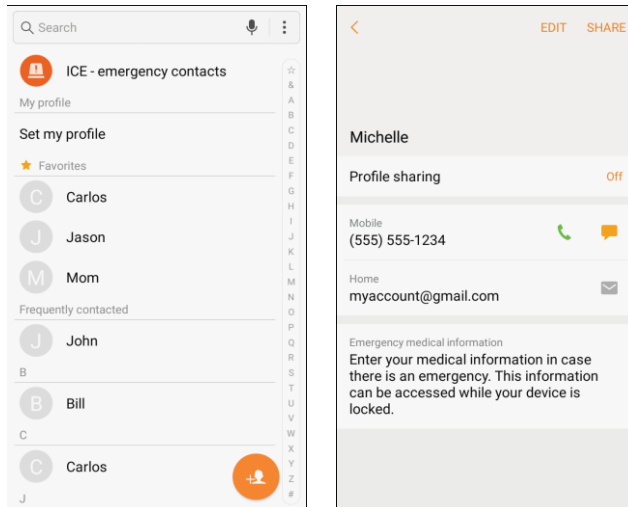 Search
ICE - emergency contacts
My profile
Set my profile
Favorites
C Carlos
J Jason
M Mom
Frequently contacted
J John
B
B Bill
C
C Carlos
J
☆
&
A
B
C
D
E
F
G
H
I
J
K
L
M
N
O
P
Q
R
S
T
U
V
W
X
Y
Z
#
EDIT SHARE
Michelle
Profile sharing Off
Mobile
(555) 555-1234
Home
myaccount@gmail.com
Emergency medical information
Enter your medical information in case
there is an emergency. This information
can be accessed while your device is
locked.